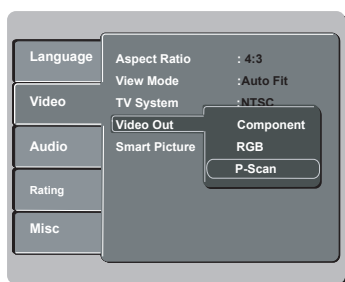 Language
Video
Audio
Rating
Misc
Aspect Ratio : 4:3
View Mode :Auto Fit
TV System :NTSC
Video Out
Smart Picture
Component
RGB
P-Scan